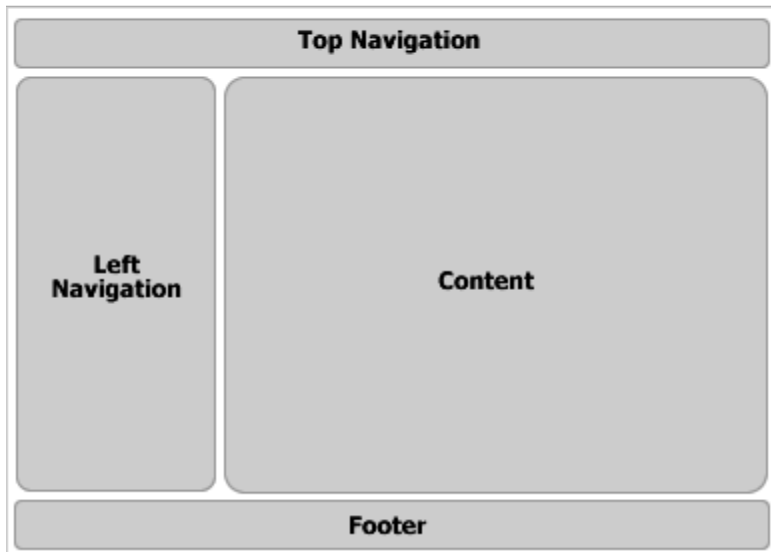 Top Navigation
Left
Navigation
Content
Footer